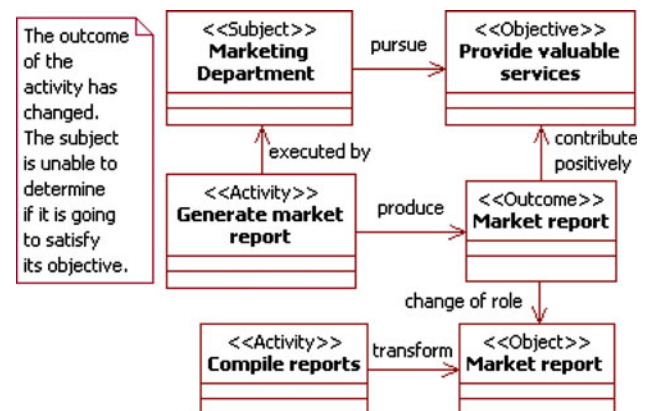 The outcome
of the
activity has
changed.
The subject
is unable to
determine
if it is going
to satisfy
its objective.
<<Subject>>
Marketing
Department
pursue
<<Objective>>
Provide valuable
services
executed by
contribute
positively
<<Activity>>
Generate market
report
produce
<<Outcome>>
Market report
change of role
<<Activity>>
Compile reports
transform
<<Object>>
Market report